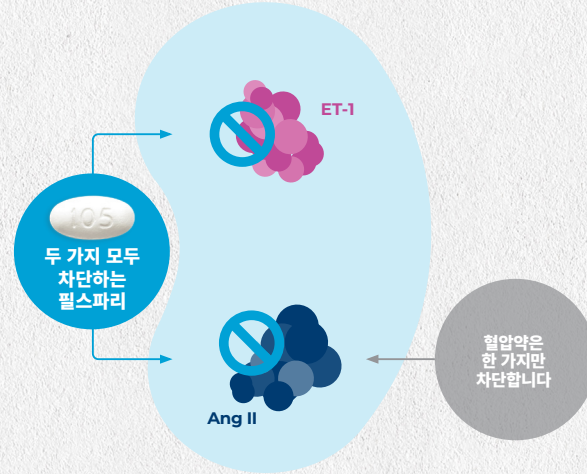 ET-1
105
두 가지 모두
차단하는
필스파리
혈압약은
한 가지만
차단합니다
Ang II